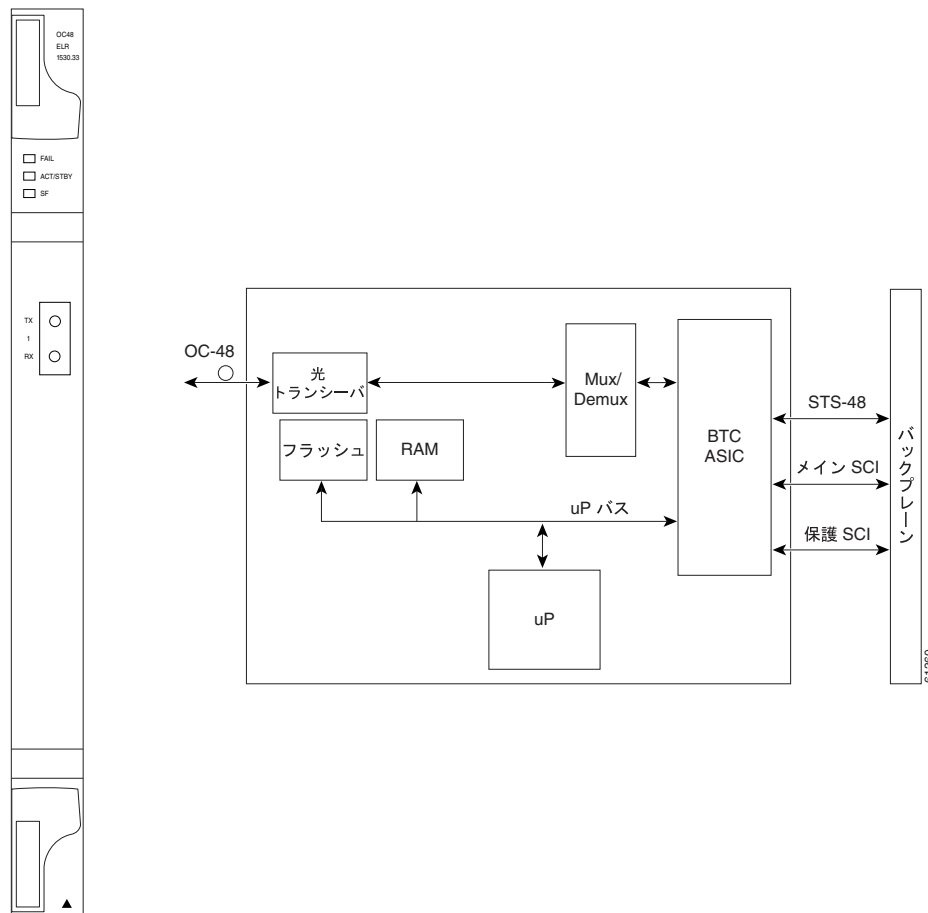 OC48
ELR
1530.33
FAIL
ACT/STBY
SF
TX
1
RX
OC-48
光
トランシーバ
フラッシュ
RAM
Mux/
Demux
BTC
ASIC
uP バス
uP
STS-48
メイン SCI
保護 SCI
バックプレーン